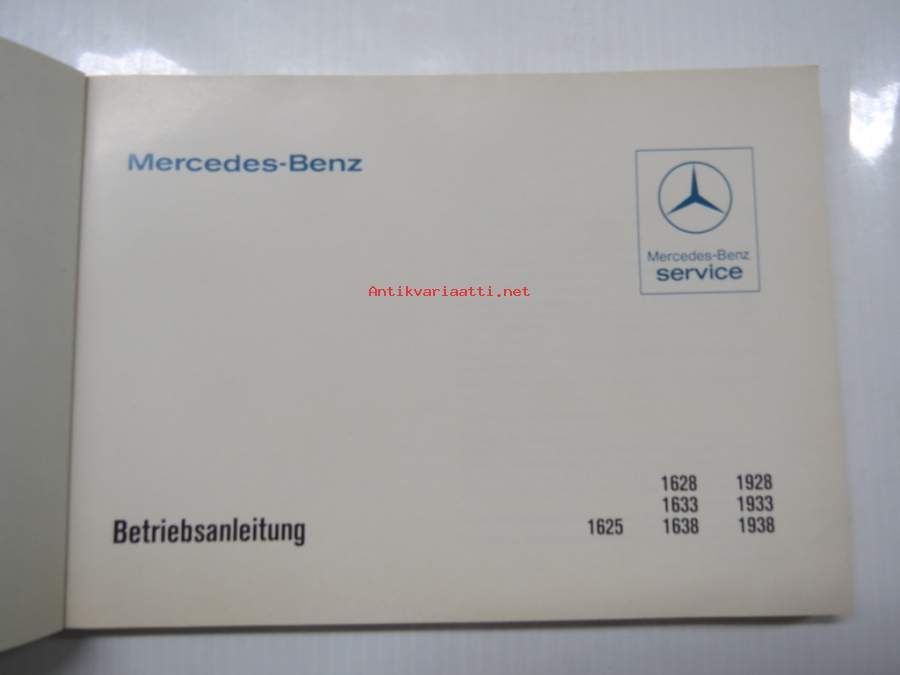 Mercedes-Benz
Mercedes-Benz
service
Antikvariaatti.net
1628 1928
1633 1933
Betriebsanleitung 1625 1638 1938